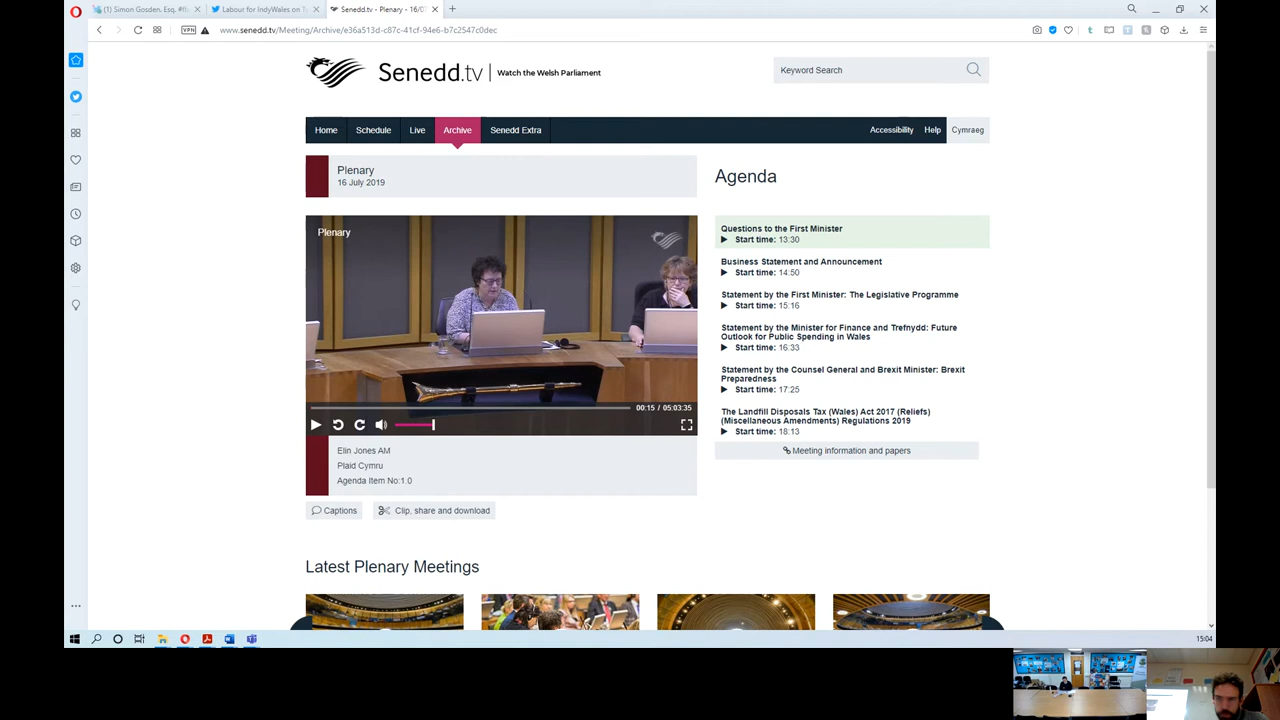 (1) Simon Gosden. Esq. #fb
Labour for IndyWales on T
Senedd.tv - Plenary - 16/0
VPN
www.senedd.tv/Meeting/Archive/e36a513d-c87c-41cf-94e6-b7c2547c0dec
Senedd.tv
Watch the Welsh Parliament
Keyword Search
Home
Schedule
Live
Archive
Senedd Extra
Accessibility
Help
Cymraeg
Plenary
16 July 2019
Plenary
00:15 / 05:03:35
Elin Jones AM
Plaid Cymru
Agenda Item No:1.0
Captions
Clip, share and download
Agenda
Questions to the First Minister
Start time: 13:30
Business Statement and Announcement
Start time: 14:50
Statement by the First Minister: The Legislative Programme
Start time: 15:16
Statement by the Minister for Finance and Trefnydd: Future
Outlook for Public Spending in Wales
Start time: 16:33
Statement by the Counsel General and Brexit Minister: Brexit
Preparedness
Start time: 17:25
The Landfill Disposals Tax (Wales) Act 2017 (Reliefs)
(Miscellaneous Amendments) Regulations 2019
Start time: 18:13
Meeting information and papers
Latest Plenary Meetings
15:04